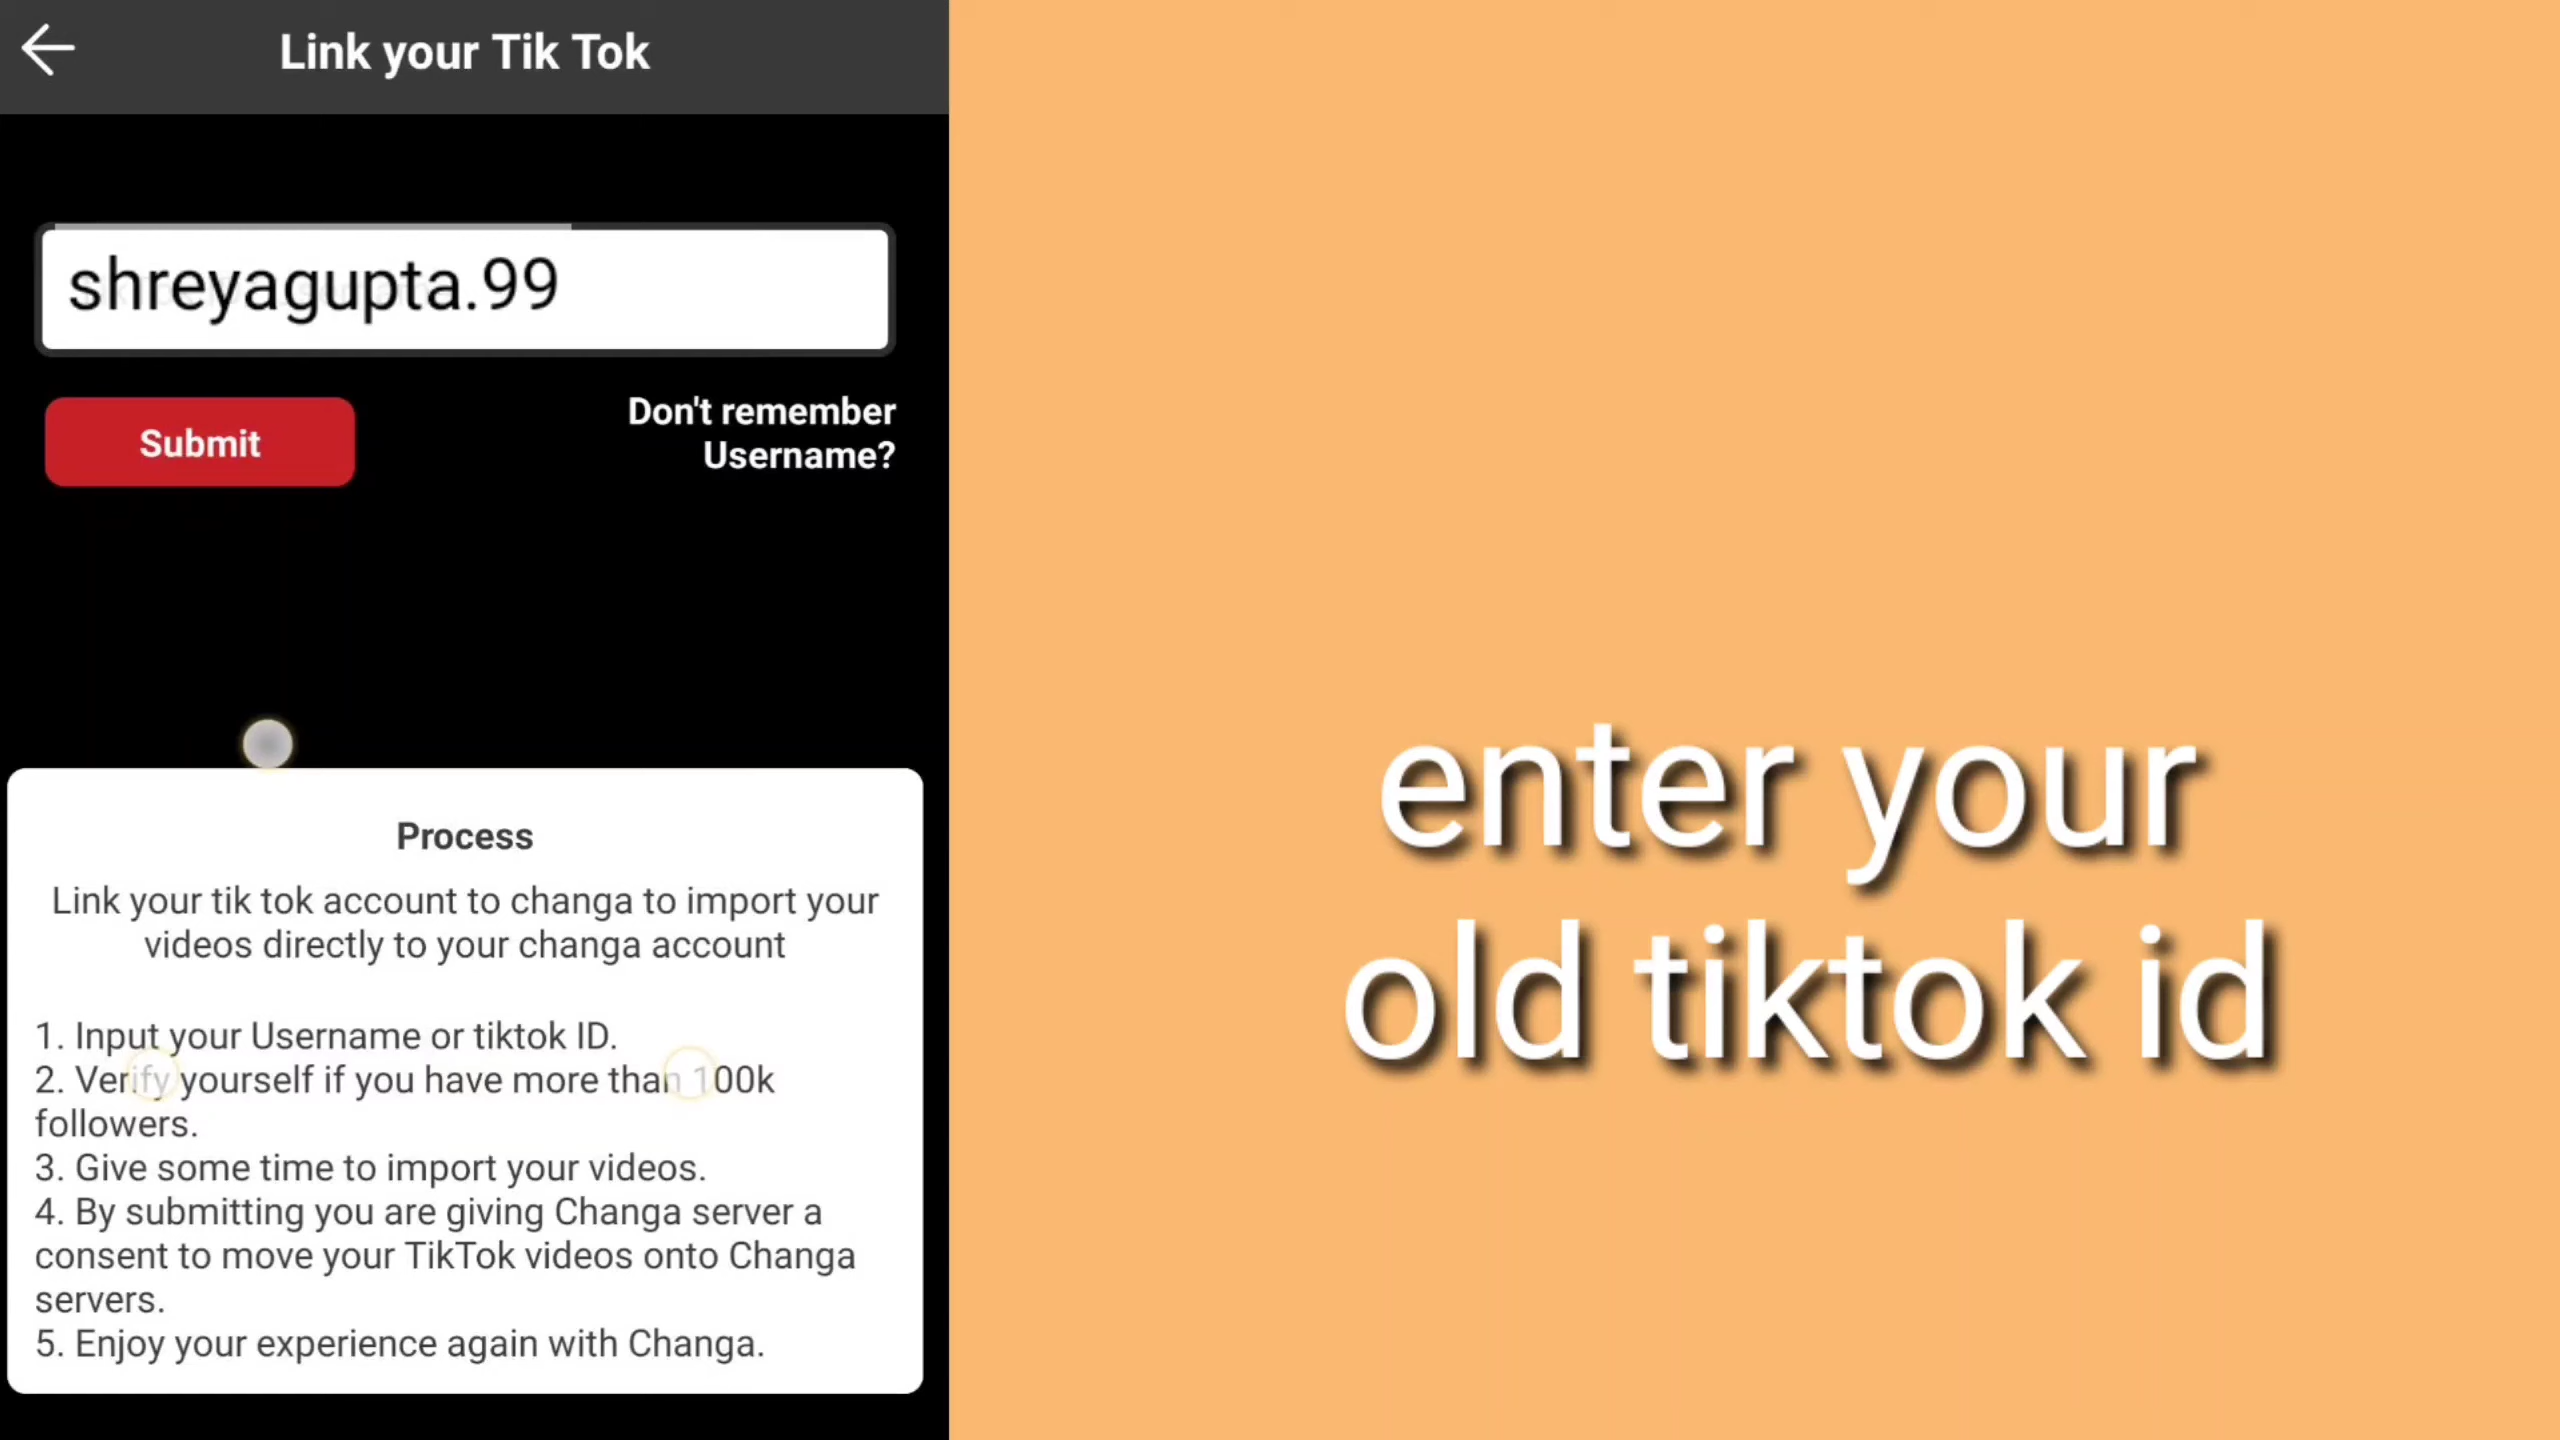 Link your Tik Tok
shreyagupta.99
Submit
Don't remember
Username?
Process
Link your tik tok account to changa to import your
videos directly to your changa account
1. Input your Username or tiktok ID.
2. Verify yourself if you have more than 100k
followers.
3. Give some time to import your videos.
4. By submitting you are giving Changa server a
consent to move your TikTok videos onto Changa
servers.
5. Enjoy your experience again with Changa.
enter your
old tiktok id